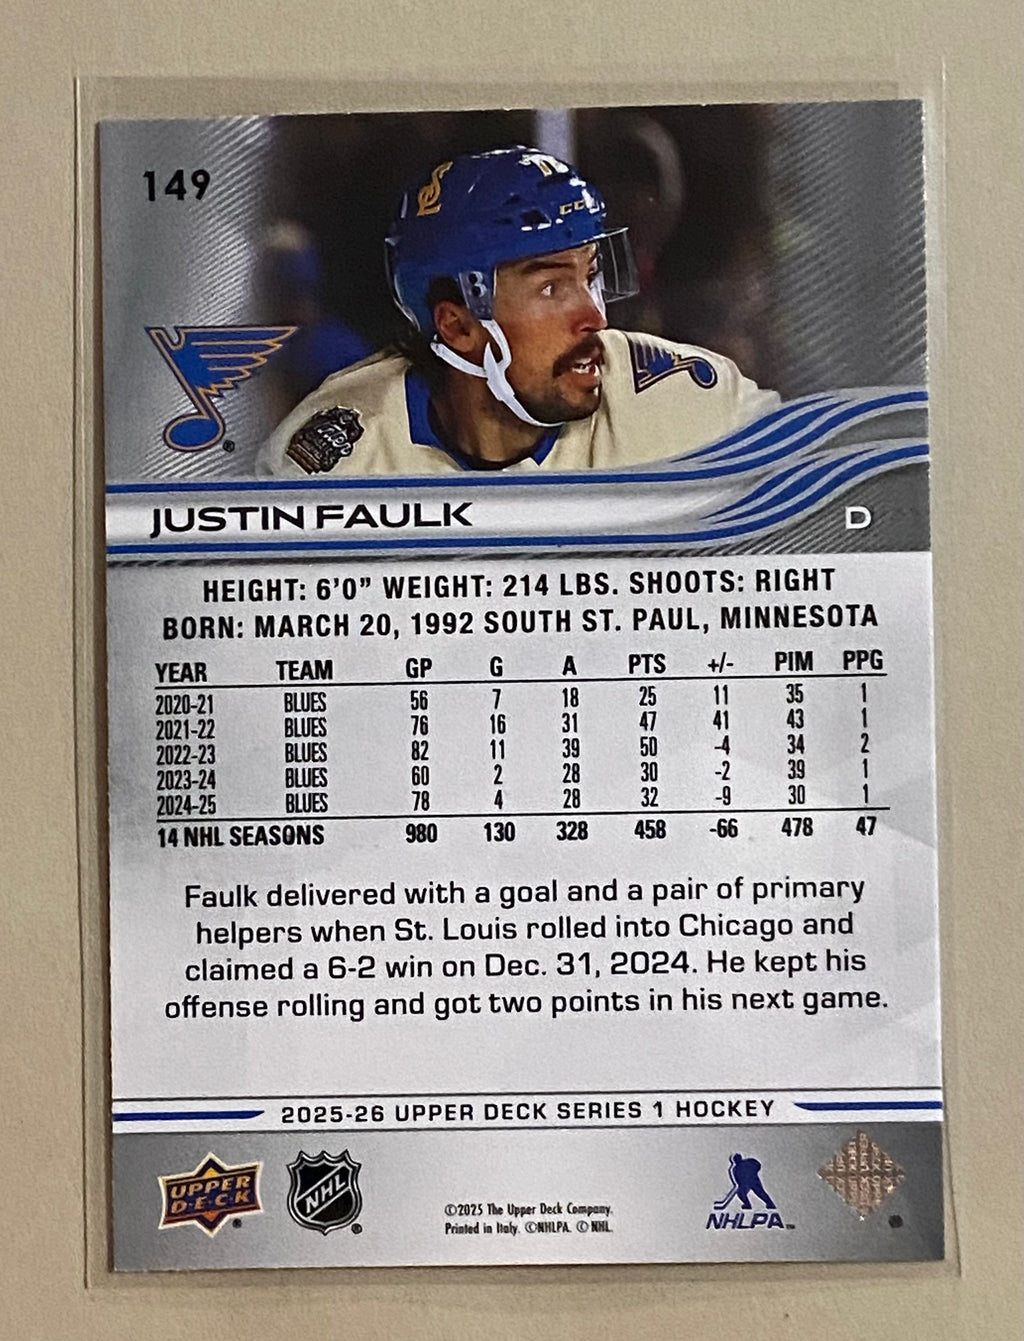 149
CC
JUSTIN FAULK
D
HEIGHT: 6'0" WEIGHT: 214 LBS. SHOOTS: RIGHT
BORN: MARCH 20, 1992 SOUTH ST. PAUL, MINNESOTA
YEAR TEAM GP G A PTS +/- PIM PPG
2020-21 BLUES 56 7 18 25 11 35 1
2021-22 BLUES 76 16 31 47 41 43 1
2022-23 BLUES 82 11 39 50 -4 34 2
2023-24 BLUES 60 2 28 30 -2 39 1
2024-25 BLUES 78 4 28 32 -9 30 1
14 NHL SEASONS 980 130 328 458 -66 478 47
Faulk delivered with a goal and a pair of primary
helpers when St. Louis rolled into Chicago and
claimed a 6-2 win on Dec. 31, 2024. He kept his
offense rolling and got two points in his next game.
2025-26 UPPER DECK SERIES 1 HOCKEY
UPPER
D·E·C·K
NHL
©2025 The Upper Deck Company.
Printed in Italy. ©NHLPA. ©NHL.
NHLPA™